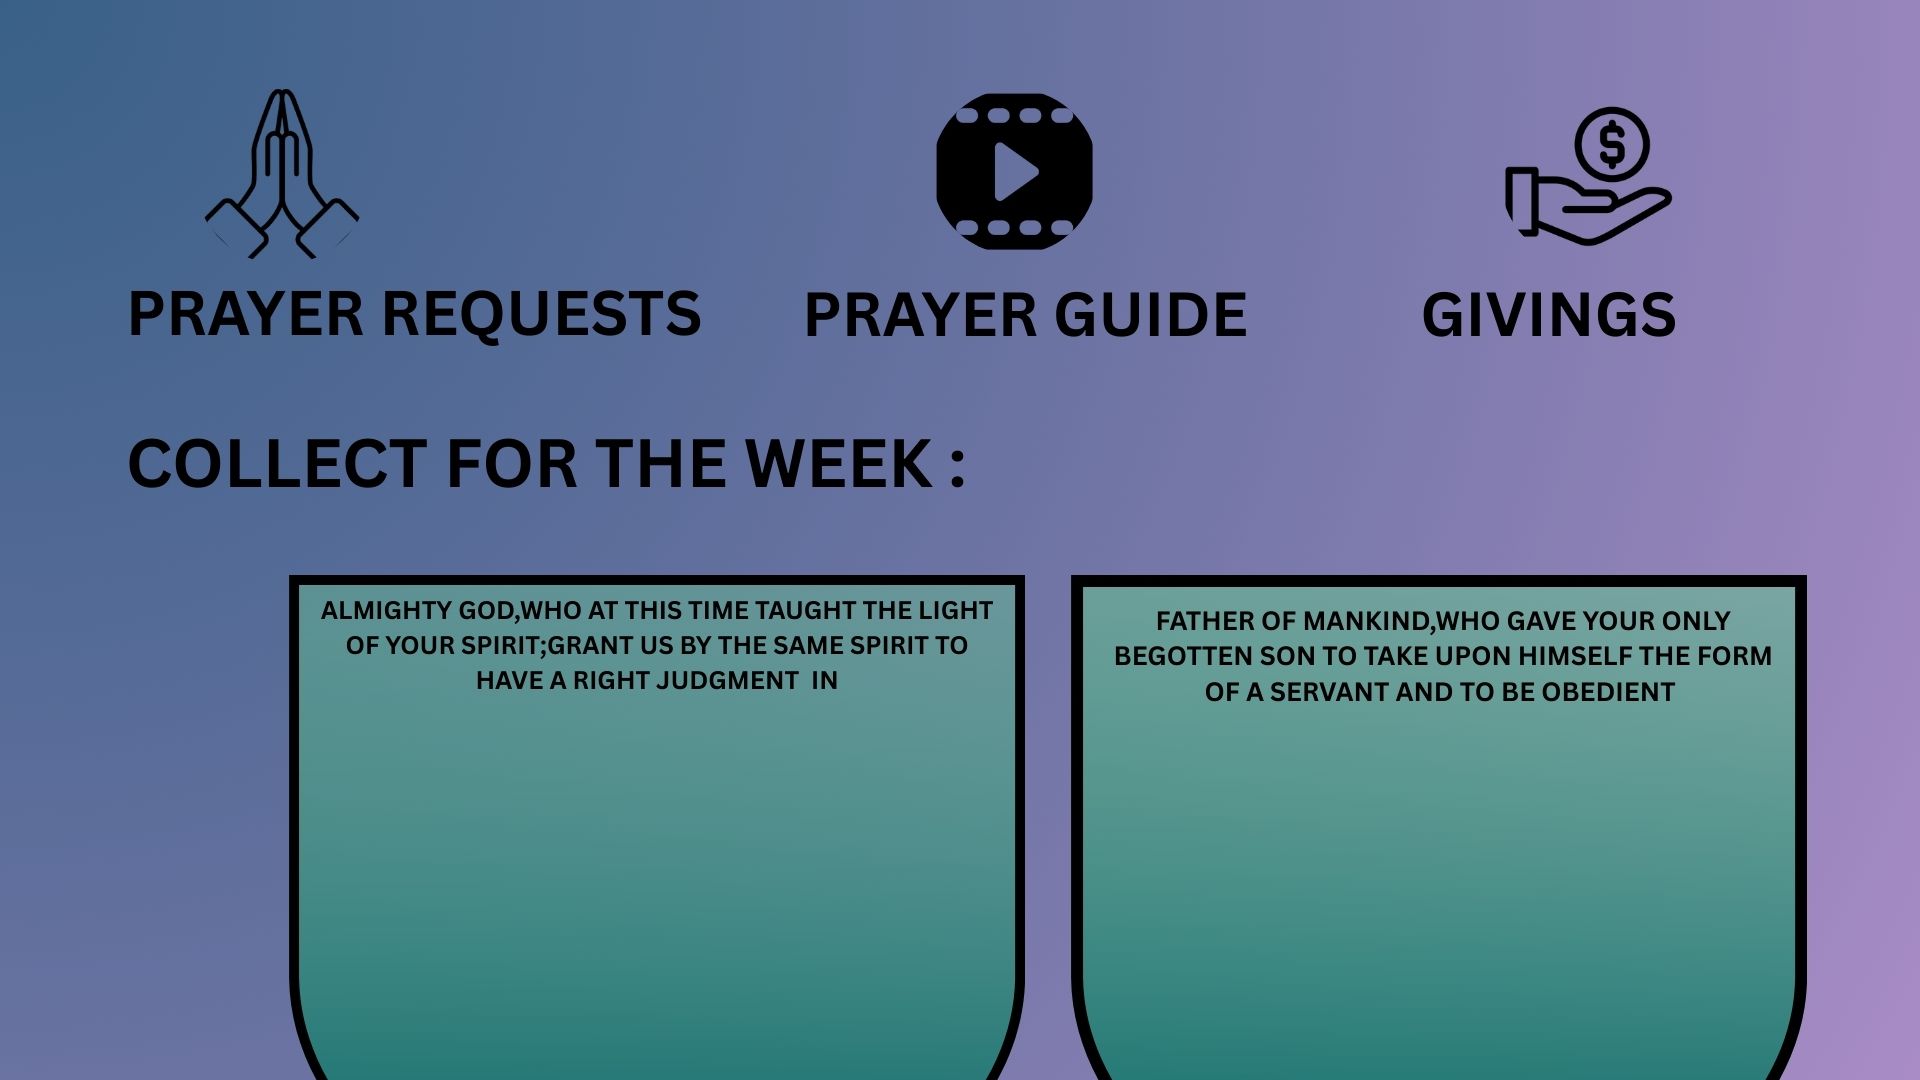 PRAYER REQUESTS
PRAYER GUIDE
GIVINGS
COLLECT FOR THE WEEK :
ALMIGHTY GOD,WHO AT THIS TIME TAUGHT THE LIGHT
OF YOUR SPIRIT;GRANT US BY THE SAME SPIRIT TO
HAVE A RIGHT JUDGMENT  IN
FATHER OF MANKIND,WHO GAVE YOUR ONLY
BEGOTTEN SON TO TAKE UPON HIMSELF THE FORM
OF A SERVANT AND TO BE OBEDIENT